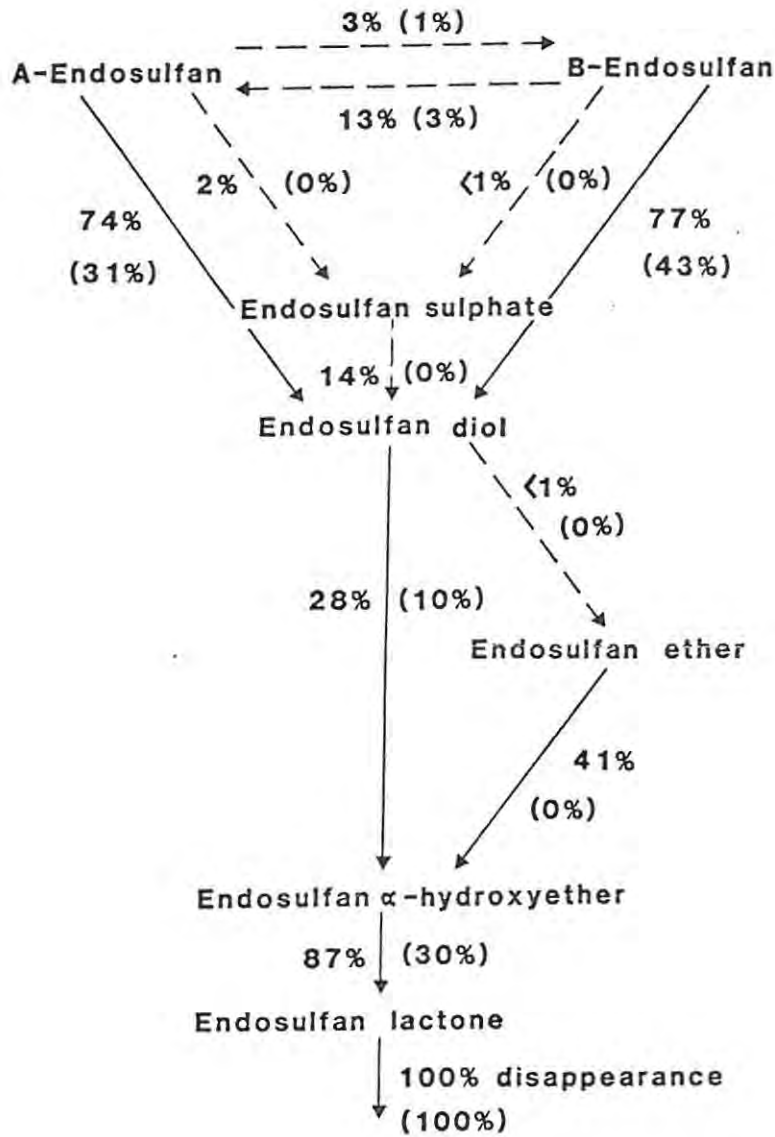 3% (1%)
A-Endosulfan B-Endosulfan
13% (3%)
2% (0%) <1% (0%)
74% 77%
(31%) (43%)
Endosulfan sulphate
14% (0%)
Endosulfan diol
<1%
(0%)
28% (10%)
Endosulfan ether
41%
(0%)
Endosulfan α-hydroxyether
87% (30%)
Endosulfan lactone
100% disappearance
(100%)